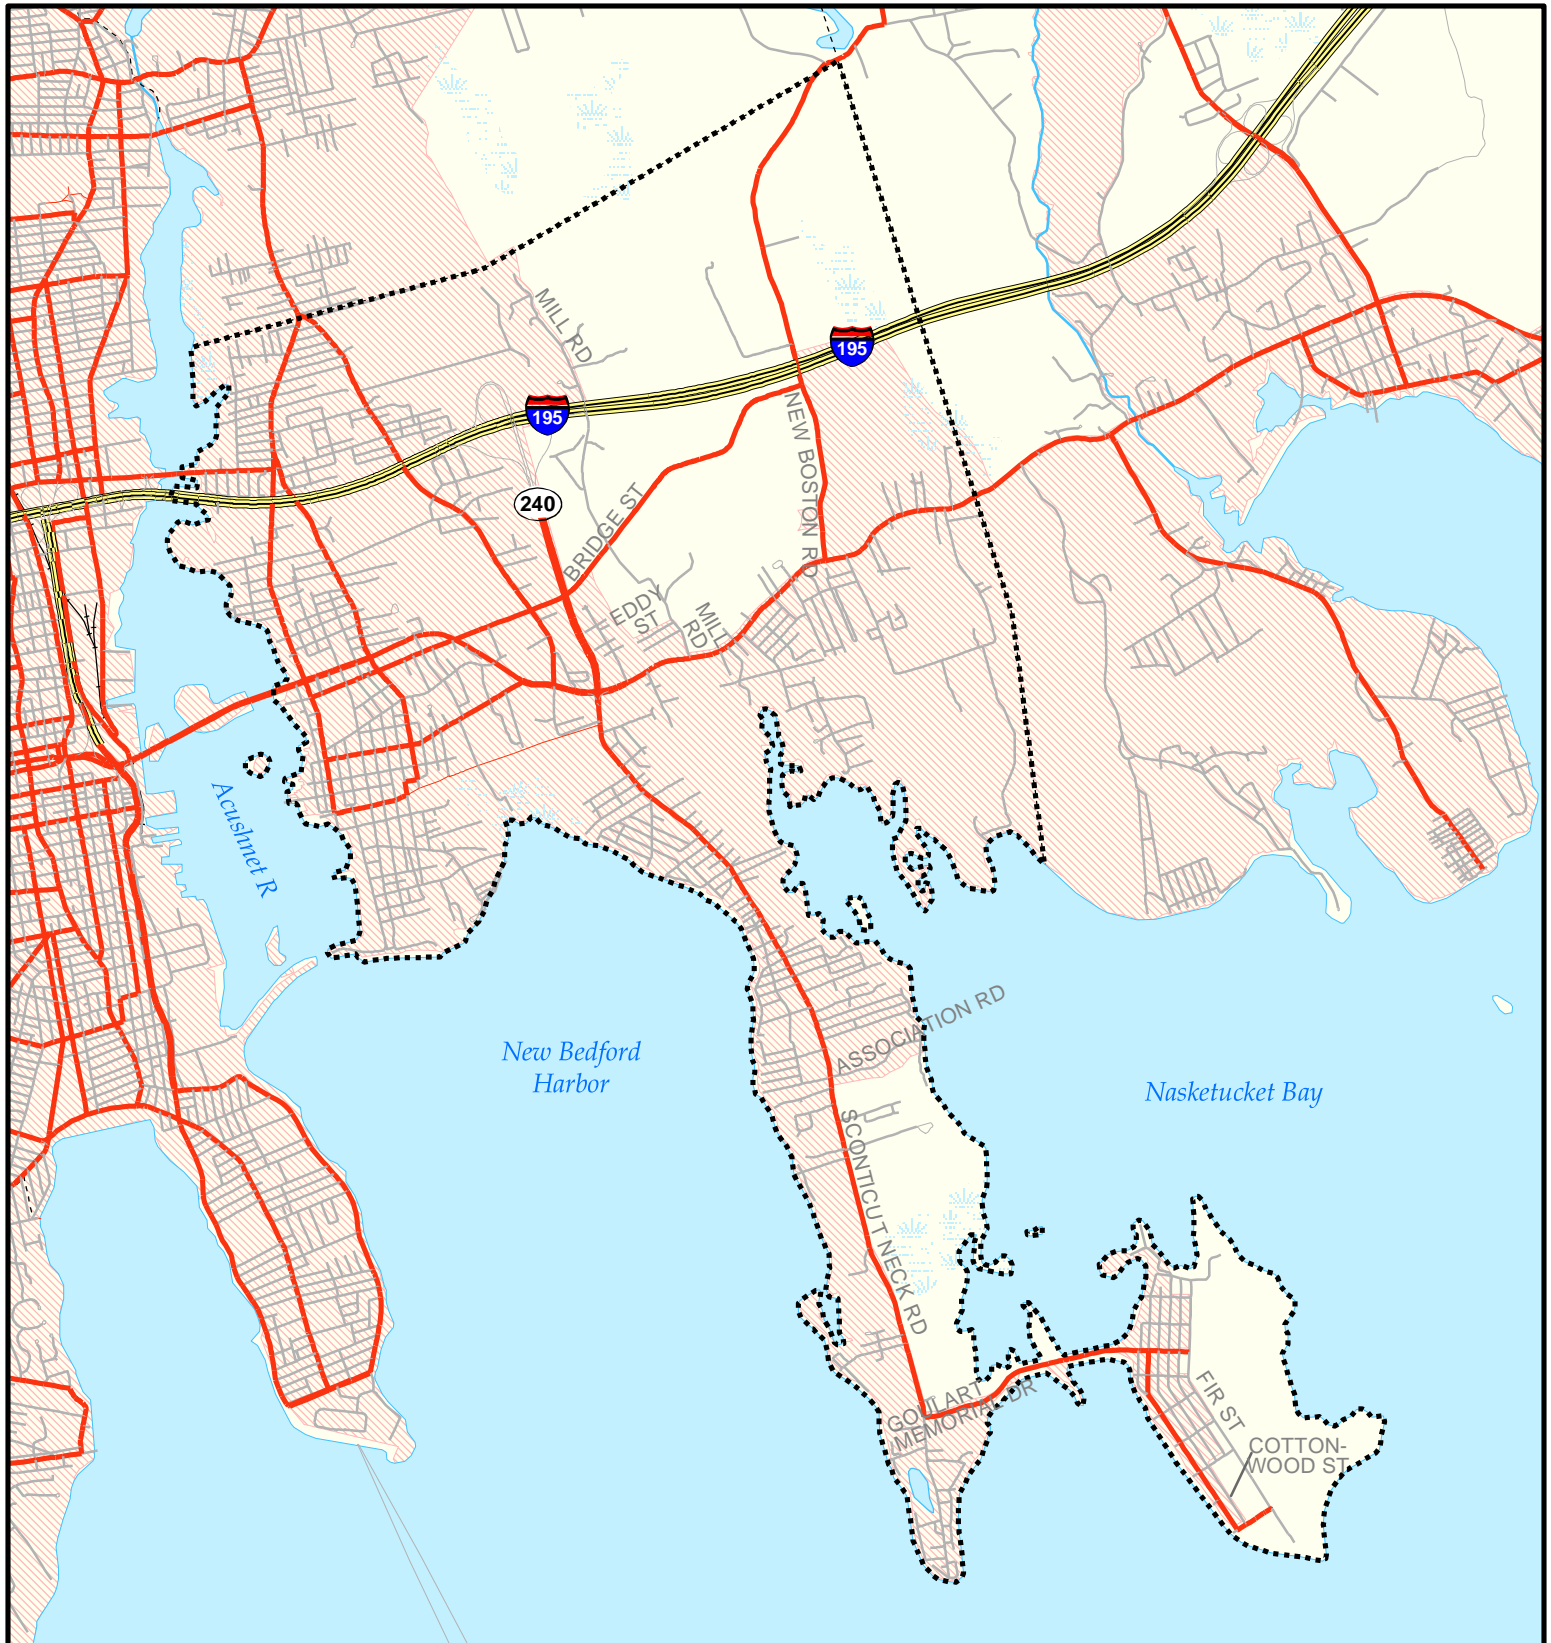 MILL RD
195
195
NEW BOSTON RD
240
BRIDGE ST
EDDY
ST
MILL
RD
Acushnet R
ASSOCIATION RD
New Bedford
Harbor
Nasketucket Bay
SCONTICUT NECK RD
GOULART
MEMORIAL DR
FIR ST
COTTON-
WOOD ST